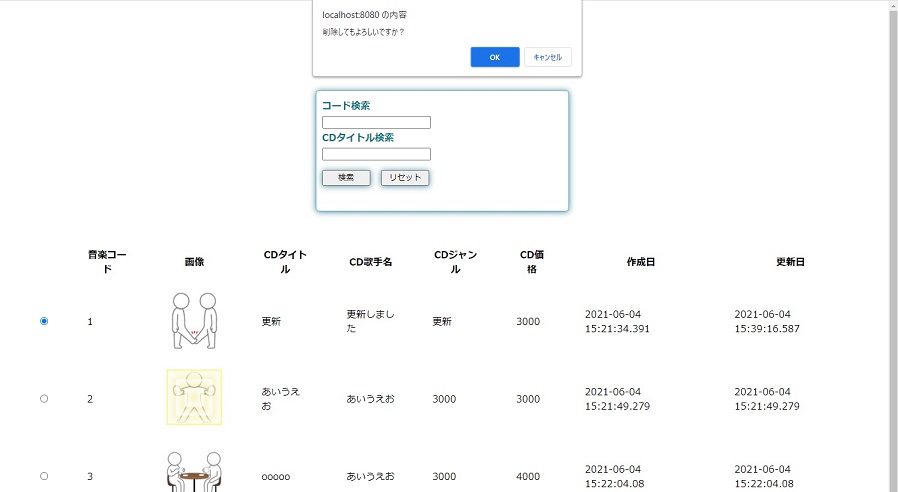 localhost:8080 の内容
削除してもよろしいですか？
OK キャンセル
コード検索
CDタイトル検索
検索 リセット
音楽コー
ド
画像
CDタイト
ル
CD歌手名
CDジャン
ル
CD価
格
作成日
更新日
1
更新
更新しまし
た
更新
3000
2021-06-04
15:21:34.391
2021-06-04
15:39:16.587
2
あいうえ
お
あいうえお
3000
3000
2021-06-04
15:21:49.279
2021-06-04
15:21:49.279
3
ooooo
あいうえお
3000
4000
2021-06-04
15:22:04.08
2021-06-04
15:22:04.08